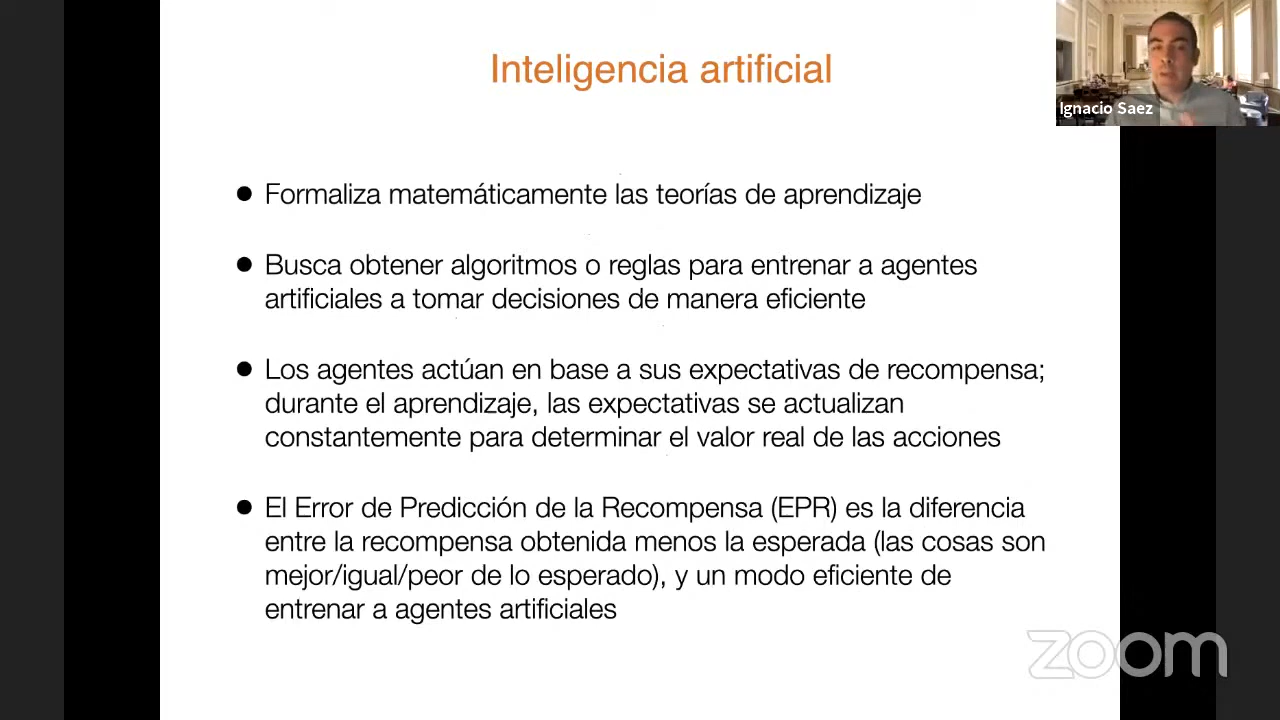 Inteligencia artificial
Ignacio Saez
● Formaliza matemáticamente las teorías de aprendizaje
● Busca obtener algoritmos o reglas para entrenar a agentes
artificiales a tomar decisiones de manera eficiente
● Los agentes actúan en base a sus expectativas de recompensa;
durante el aprendizaje, las expectativas se actualizan
constantemente para determinar el valor real de las acciones
● El Error de Predicción de la Recompensa (EPR) es la diferencia
entre la recompensa obtenida menos la esperada (las cosas son
mejor/igual/peor de lo esperado), y un modo eficiente de
entrenar a agentes artificiales
zoom